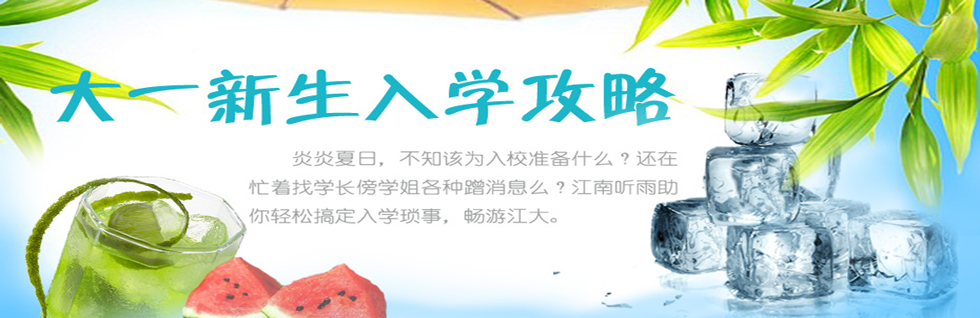 大一新生入学攻略
炎炎夏日，不知该为入校准备什么？还在
忙着找学长傍学姐各种蹭消息么？江南听雨助
你轻松搞定入学琐事，畅游江大。